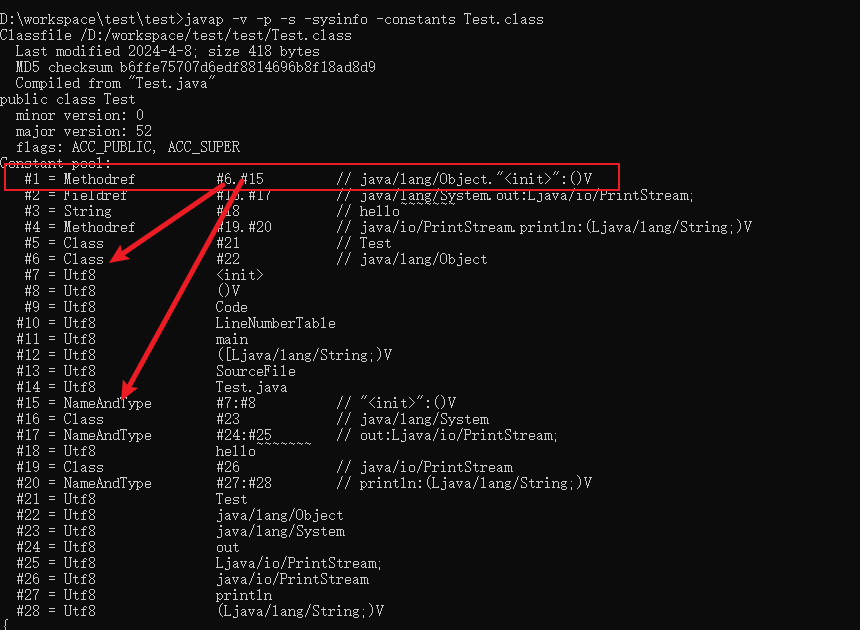 D:\workspace\test\test>javap -v -p -s -sysinfo -constants Test.class
Classfile /D:/workspace/test/test/Test.class
  Last modified 2024-4-8; size 418 bytes
  MD5 checksum b6ffe75707d6edf8814696b8f18ad8d9
  Compiled from "Test.java"
public class Test
  minor version: 0
  major version: 52
  flags: ACC_PUBLIC, ACC_SUPER
Constant pool:
   #1 = Methodref          #6.#15         // java/lang/Object."<init>":()V
   #2 = Fieldref           #16.#17        // java/lang/System.out:Ljava/io/PrintStream;
   #3 = String             #18            // hello~~~~~~~
   #4 = Methodref          #19.#20        // java/io/PrintStream.println:(Ljava/lang/String;)V
   #5 = Class              #21            // Test
   #6 = Class              #22            // java/lang/Object
   #7 = Utf8               <init>
   #8 = Utf8               ()V
   #9 = Utf8               Code
  #10 = Utf8               LineNumberTable
  #11 = Utf8               main
  #12 = Utf8               ([Ljava/lang/String;)V
  #13 = Utf8               SourceFile
  #14 = Utf8               Test.java
  #15 = NameAndType        #7:#8          // "<init>":()V
  #16 = Class              #23            // java/lang/System
  #17 = NameAndType        #24:#25        // out:Ljava/io/PrintStream;
  #18 = Utf8               hello~~~~~~~
  #19 = Class              #26            // java/io/PrintStream
  #20 = NameAndType        #27:#28        // println:(Ljava/lang/String;)V
  #21 = Utf8               Test
  #22 = Utf8               java/lang/Object
  #23 = Utf8               java/lang/System
  #24 = Utf8               out
  #25 = Utf8               Ljava/io/PrintStream;
  #26 = Utf8               java/io/PrintStream
  #27 = Utf8               println
  #28 = Utf8               (Ljava/lang/String;)V
{